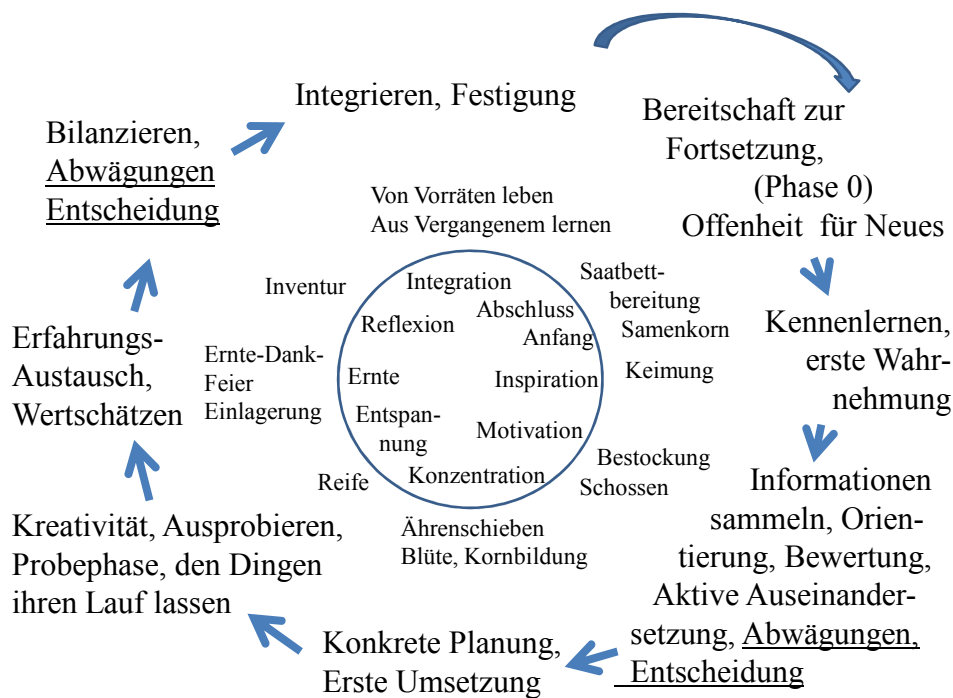 Integrieren, Festigung
Bereitschaft zur
Fortsetzung,
(Phase 0)
Offenheit für Neues
Kennenlernen,
erste Wahr-
nehmung
Informationen
sammeln, Orien-
tierung, Bewertung,
Aktive Auseinander-
setzung, Abwägungen,
Entscheidung
Konkrete Planung,
Erste Umsetzung
Kreativität, Ausprobieren,
Probephase, den Dingen
ihren Lauf lassen
Erfahrungs-
Austausch,
Wertschätzen
Bilanzieren,
Abwägungen
Entscheidung
Von Vorräten leben
Aus Vergangenem lernen
Saatbett-
bereitung
Samenkorn
Keimung
Bestockung
Schossen
Ährenschieben
Blüte, Kornbildung
Reife
Ernte-Dank-
Feier
Einlagerung
Inventur
Integration
Abschluss
Anfang
Inspiration
Motivation
Konzentration
Entspan-
nung
Ernte
Reflexion